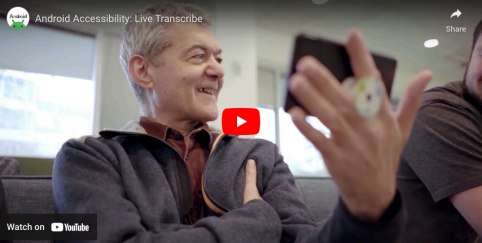 Android
Android Accessibility: Live Transcribe
Share
Watch on YouTube